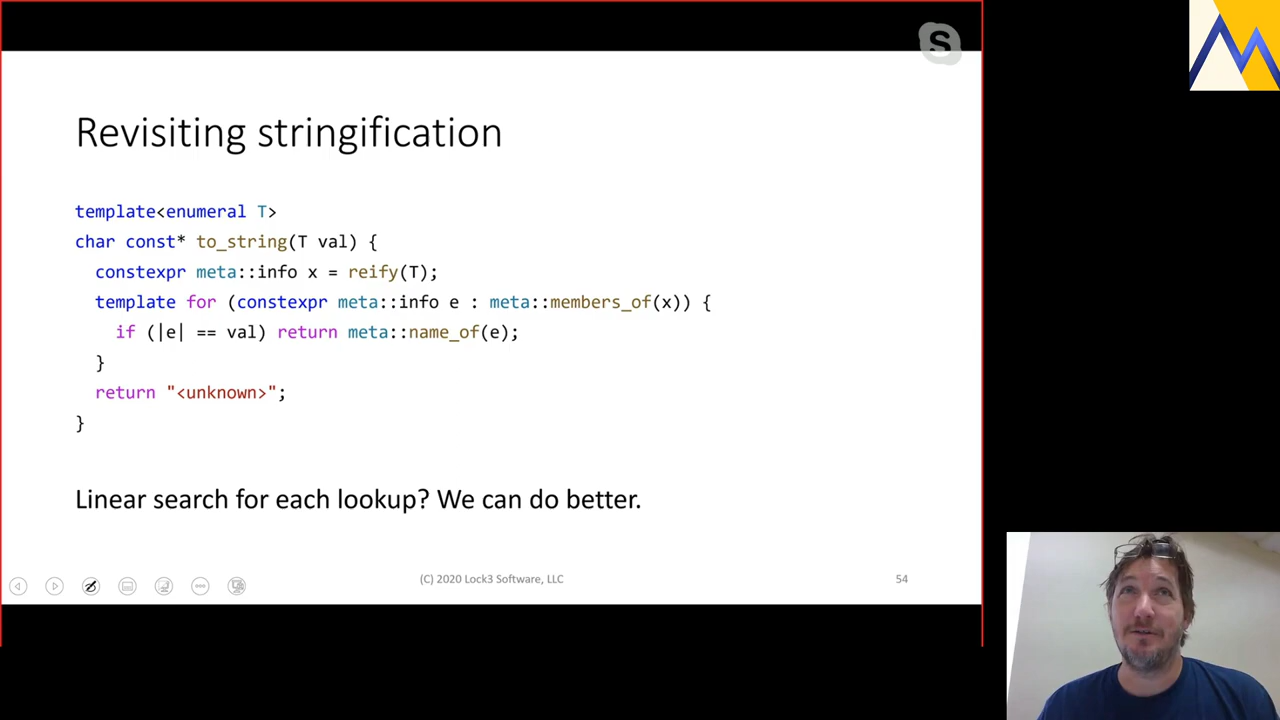 S
Revisiting stringification
template<enumeral T>
char const* to_string(T val) {
constexpr meta::info x = reify(T);
template for (constexpr meta::info e : meta::members_of(x)) {
if (|e| == val) return meta::name_of(e);
}
return "<unknown>";
}
Linear search for each lookup? We can do better.
(C) 2020 Lock3 Software, LLC
54